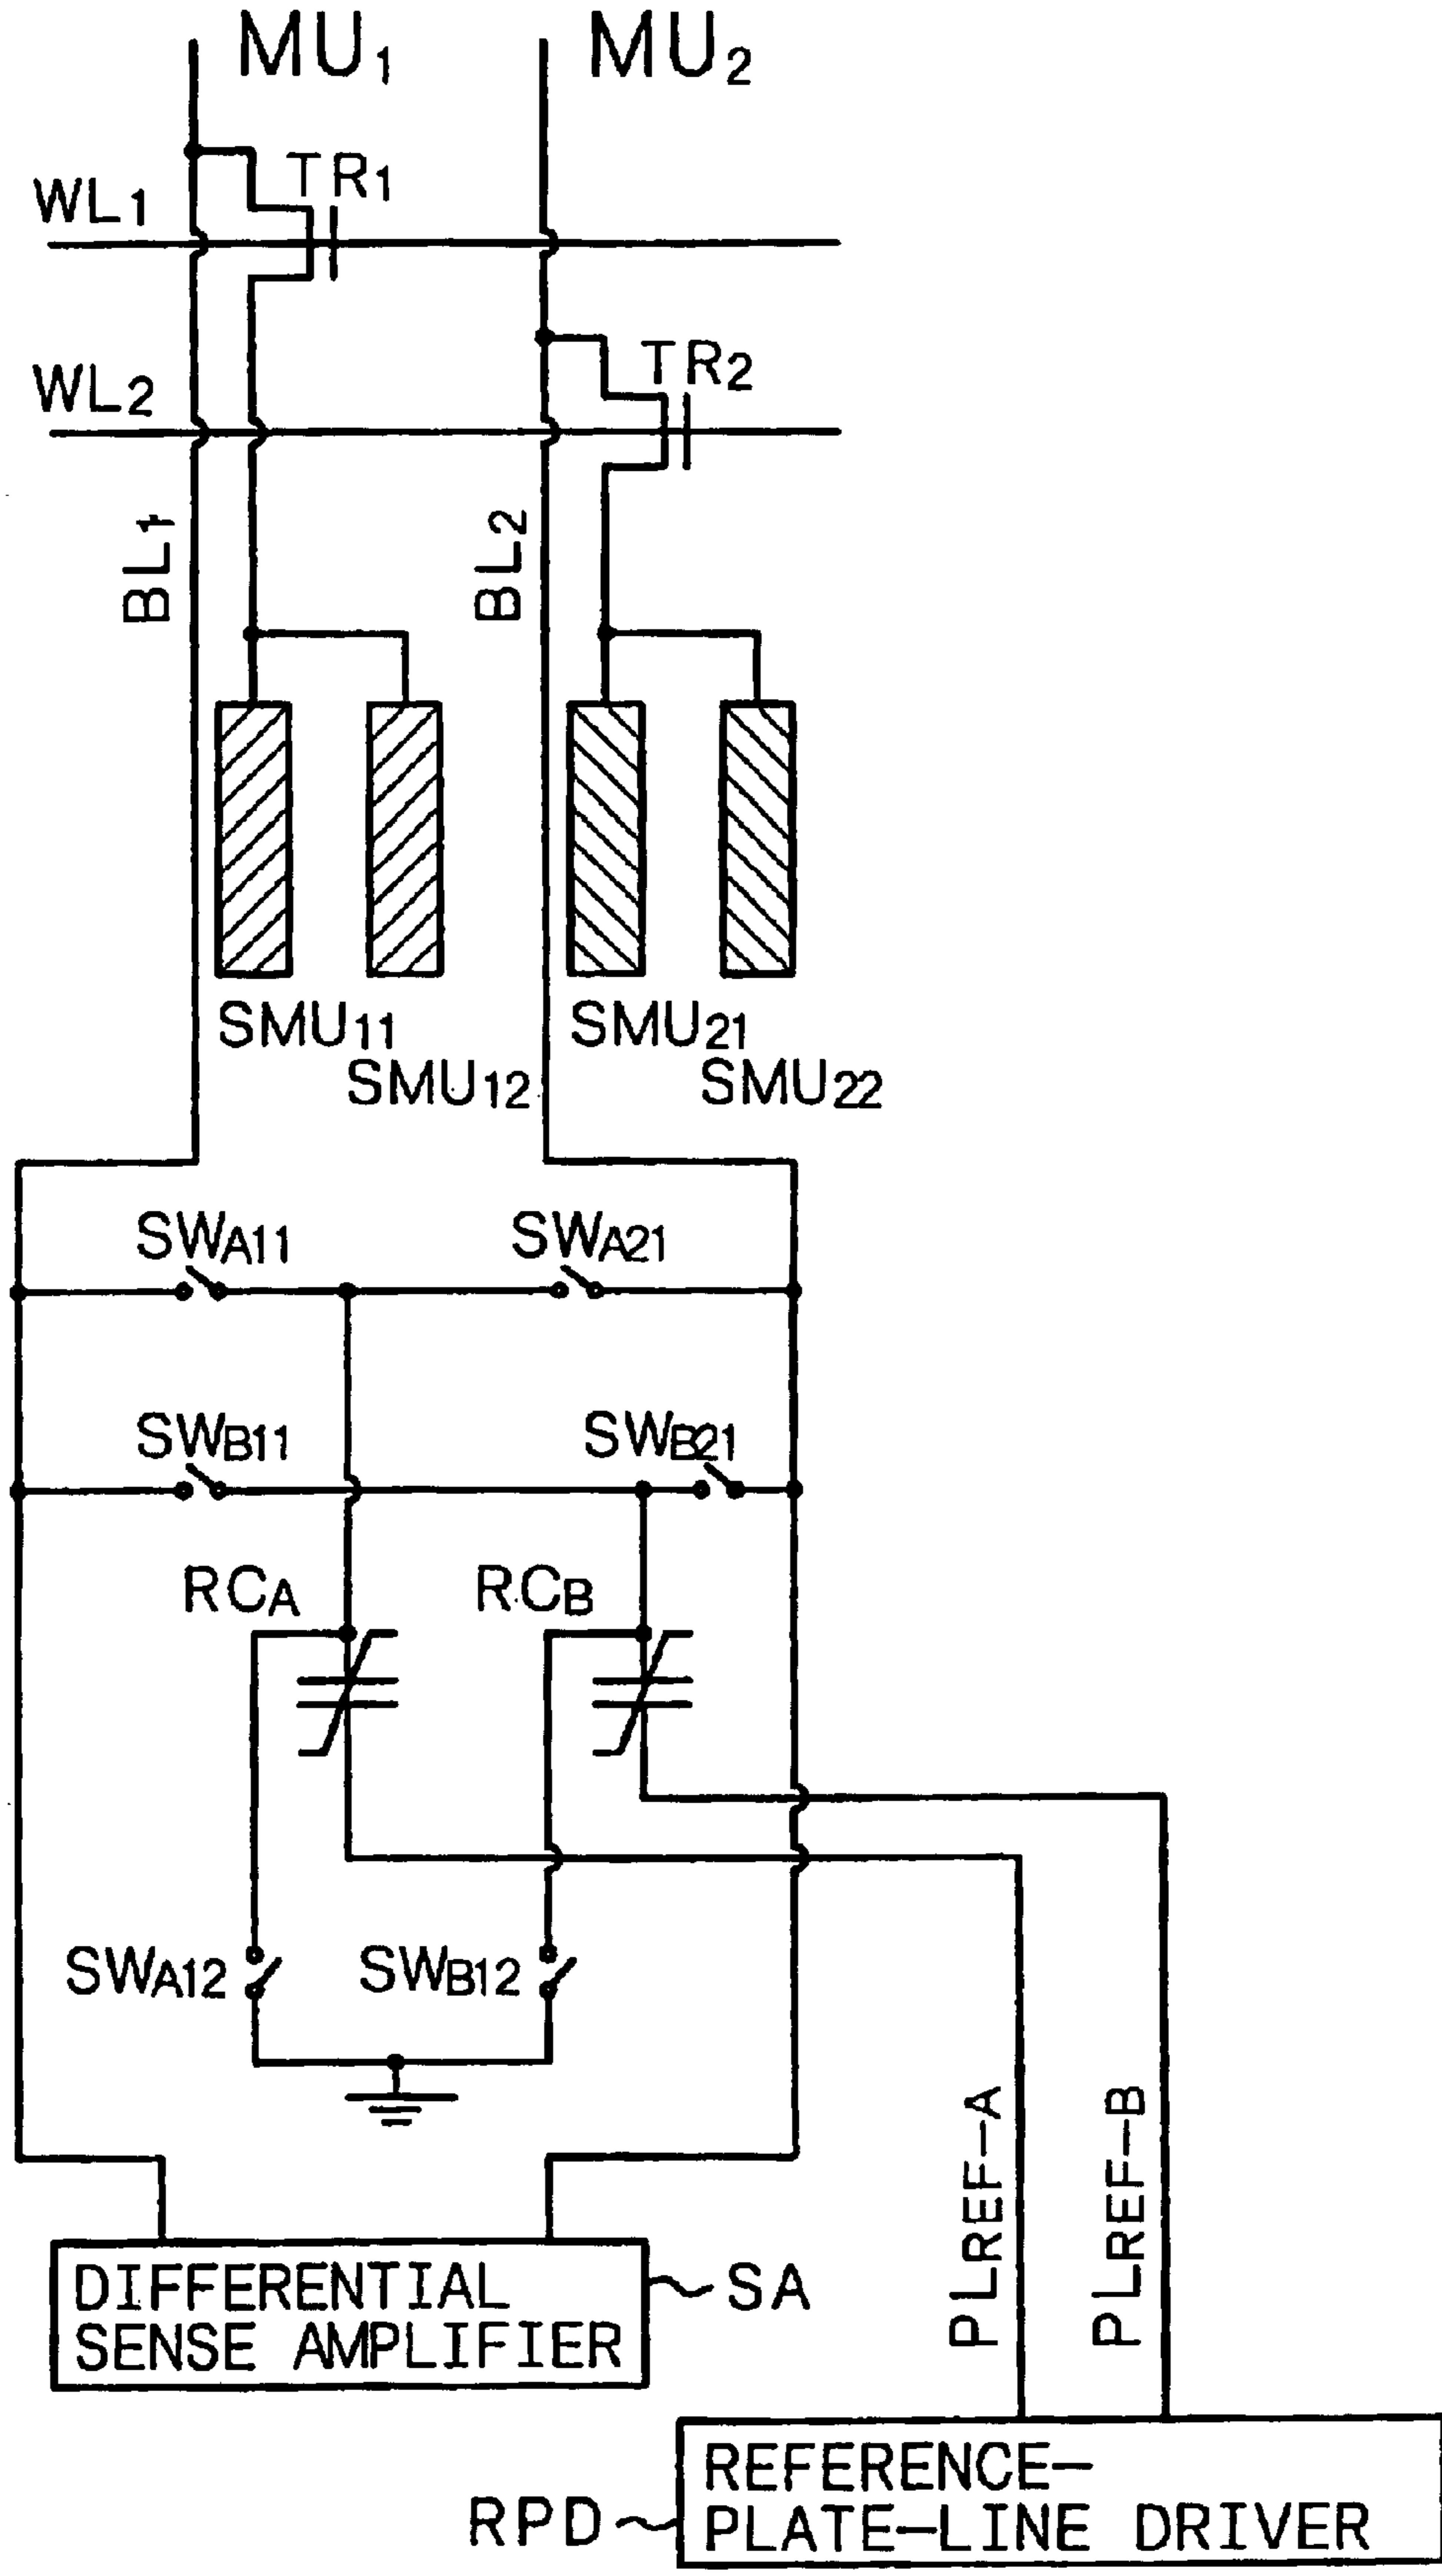 MU1 MU2
TR1
WL1
TR2
WL2
BL1
BL2
SMU11 SMU21
SMU12 SMU22
SWA11 SWA21
SWB11 SWB21
RCA RCB
SWA12 SWB12
PLREF-A
PLREF-B
DIFFERENTIAL
SENSE AMPLIFIER
SA
REFERENCE-
PLATE-LINE DRIVER
RPD